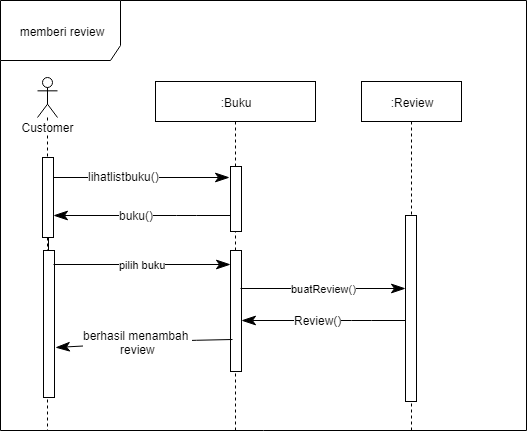 memberi review
:Buku
:Review
Customer
lihatlistbuku()
buku()
pilih buku
buatReview()
Review()
berhasil menambah
review